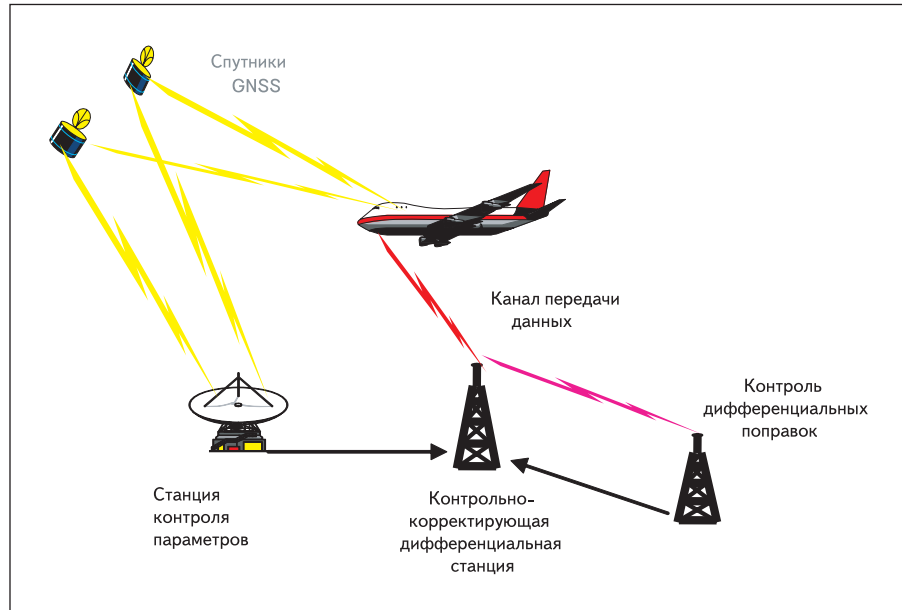 Спутники
GNSS
Канал передачи
данных
Контроль
дифференциальных
поправок
Станция
контроля
параметров
Контрольно-
корректирующая
дифференциальная
станция